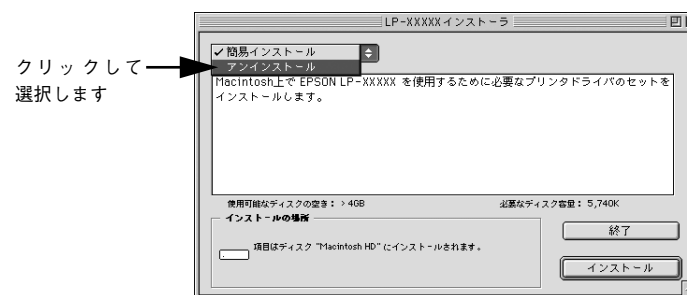 LP-XXXXXインストーラ
✓簡易インストール
アンインストール
クリックして
選択します
Macintosh上で EPSON LP-XXXXX を使用するために必要なプリンタドライバのセットを
インストールします。
使用可能なディスクの空き： ＞4GB
必要なディスク容量： 5,740K
インストールの場所
項目はディスク "Macintosh HD" にインストールされます。
終了
インストール